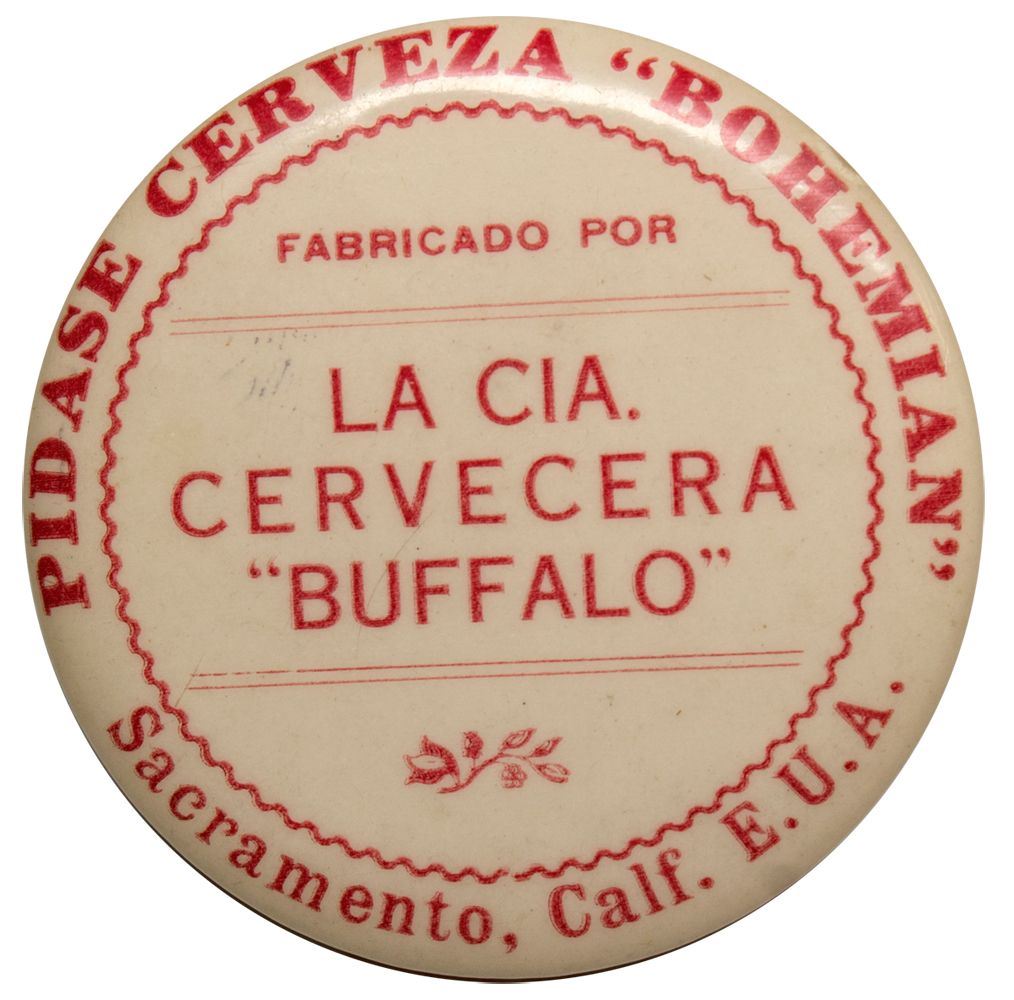 PIDASE CERVEZA “BOHEMIAN”
FABRICADO POR
LA CIA.
CERVECERA
“BUFFALO”
Sacramento, Calf. E.U.A.